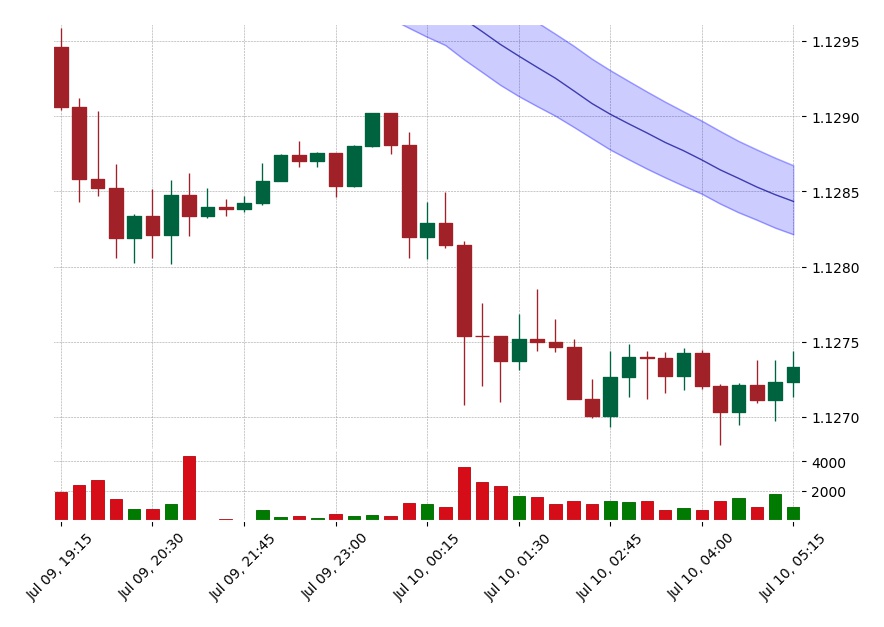 1.1295
1.1290
1.1285
1.1280
1.1275
1.1270
4000
2000
Jul 09, 19:15
Jul 09, 20:30
Jul 09, 21:45
Jul 09, 23:00
Jul 10, 00:15
Jul 10, 01:30
Jul 10, 02:45
Jul 10, 04:00
Jul 10, 05:15